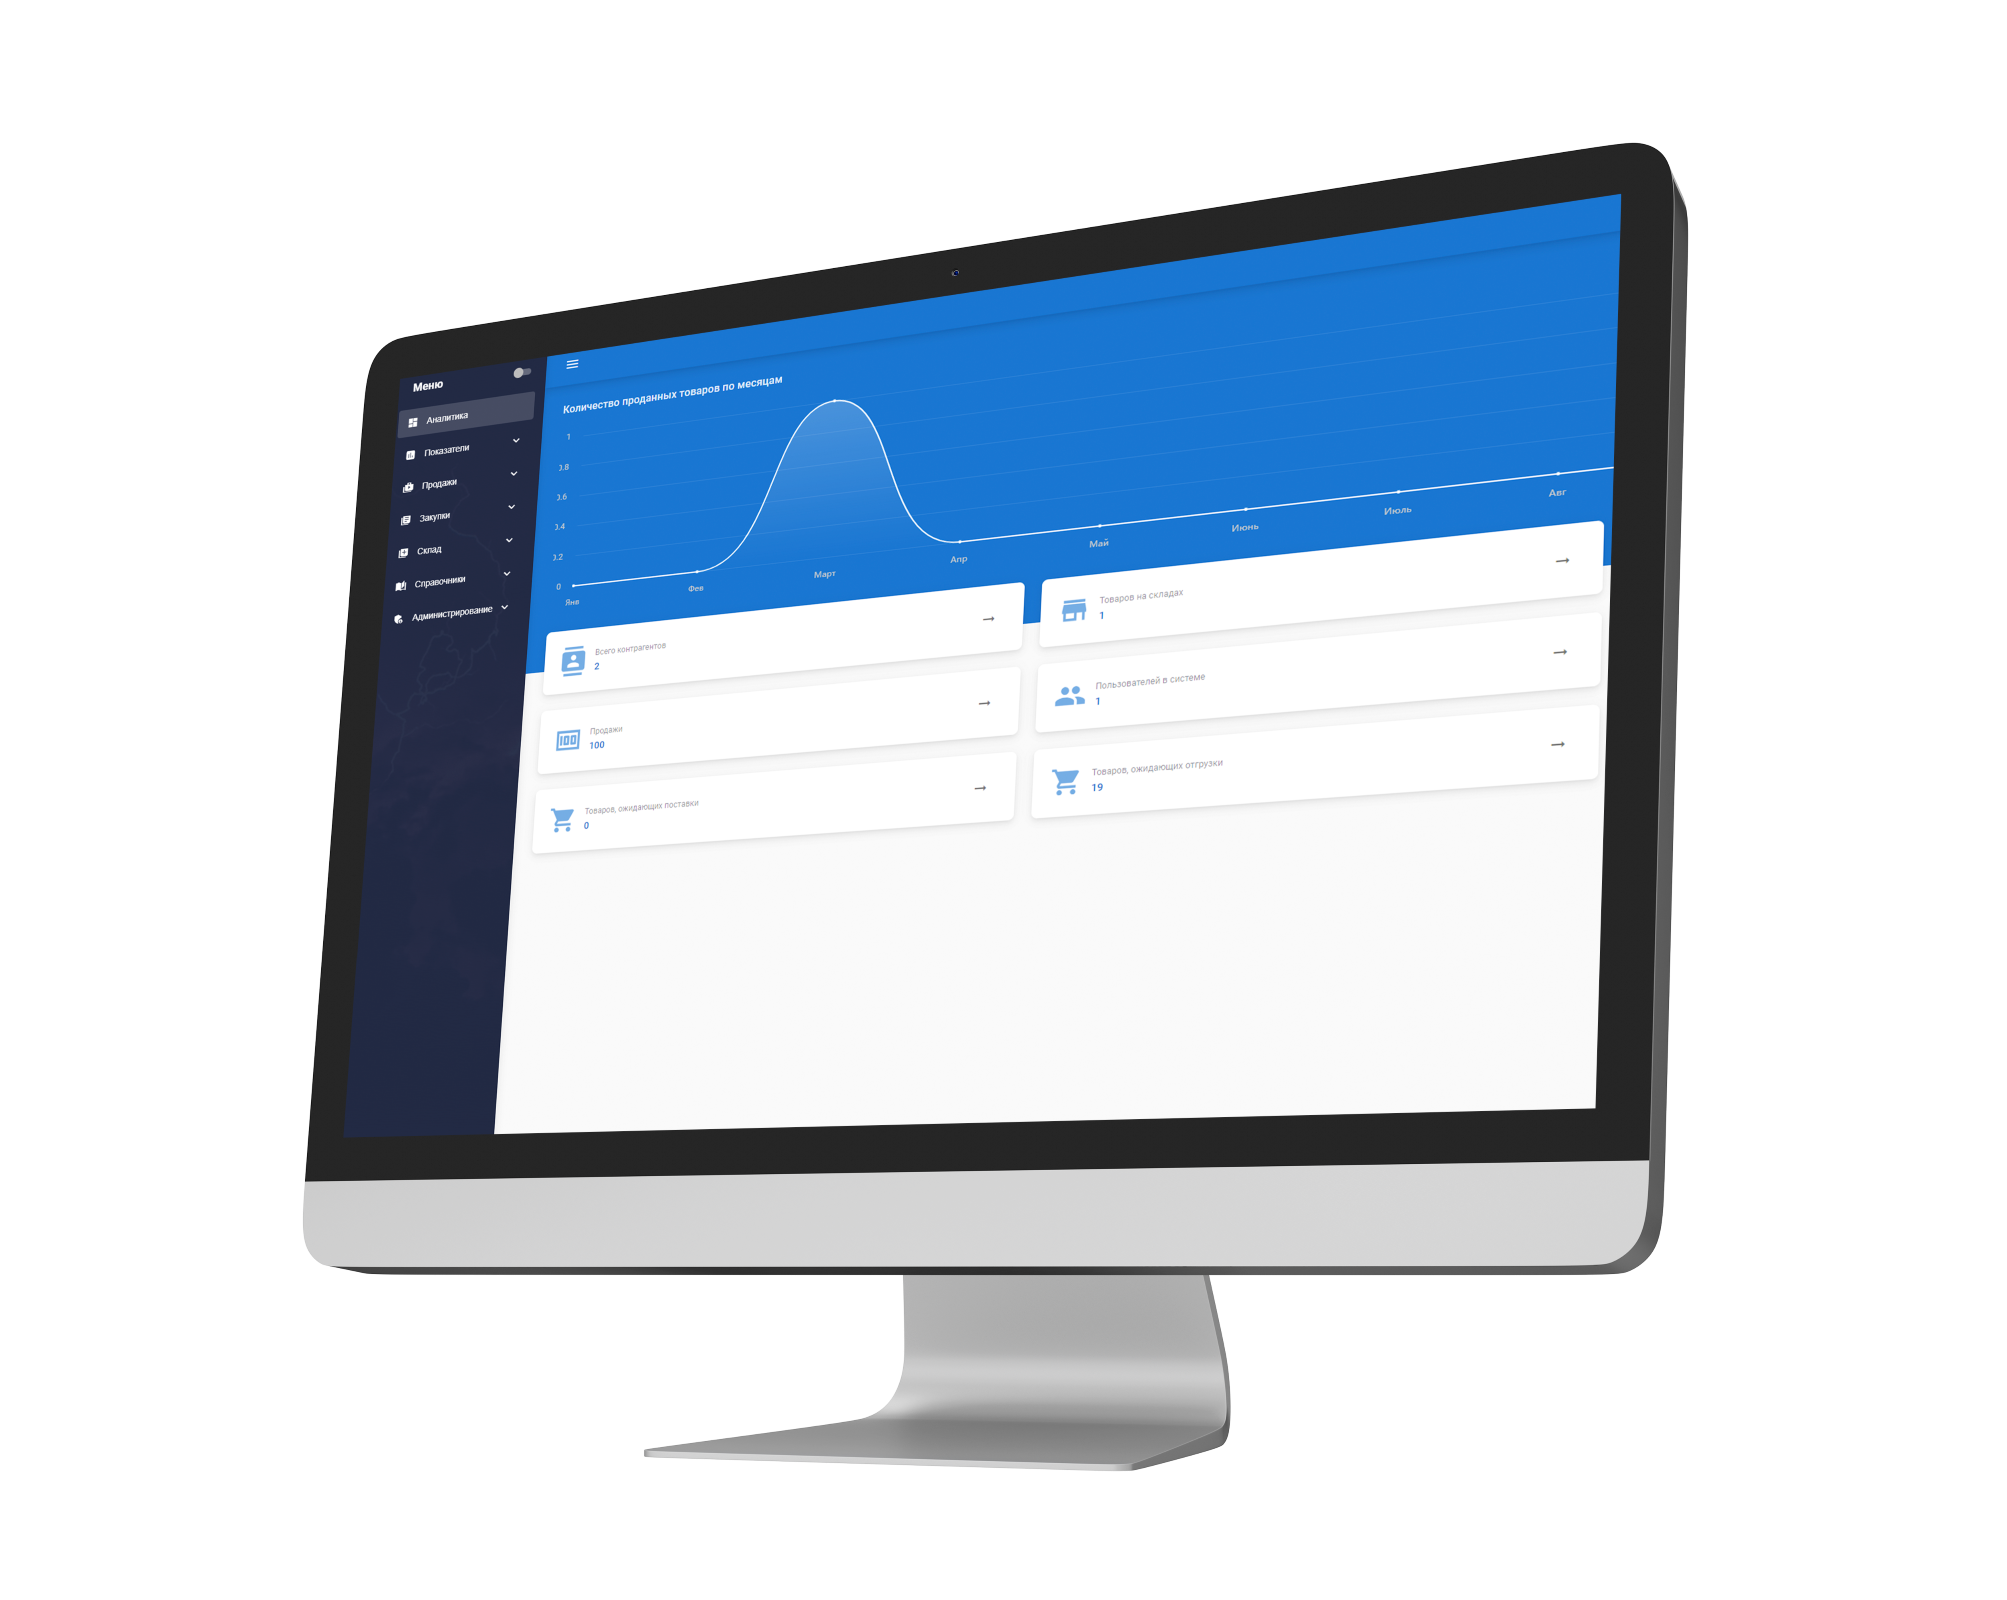 Меню
Аналитика
Показатели
Продажи
Закупки
Склад
Справочники
Администрирование
Количество проданных товаров по месяцам
1
0.8
0.6
0.4
0.2
0
Янв
Фев
Март
Апр
Май
Июнь
Июль
Авг
Всего контрагентов
2
Товаров на складах
1
Продажи
100
Пользователей в системе
1
Товаров, ожидающих поставки
0
Товаров, ожидающих отгрузки
19